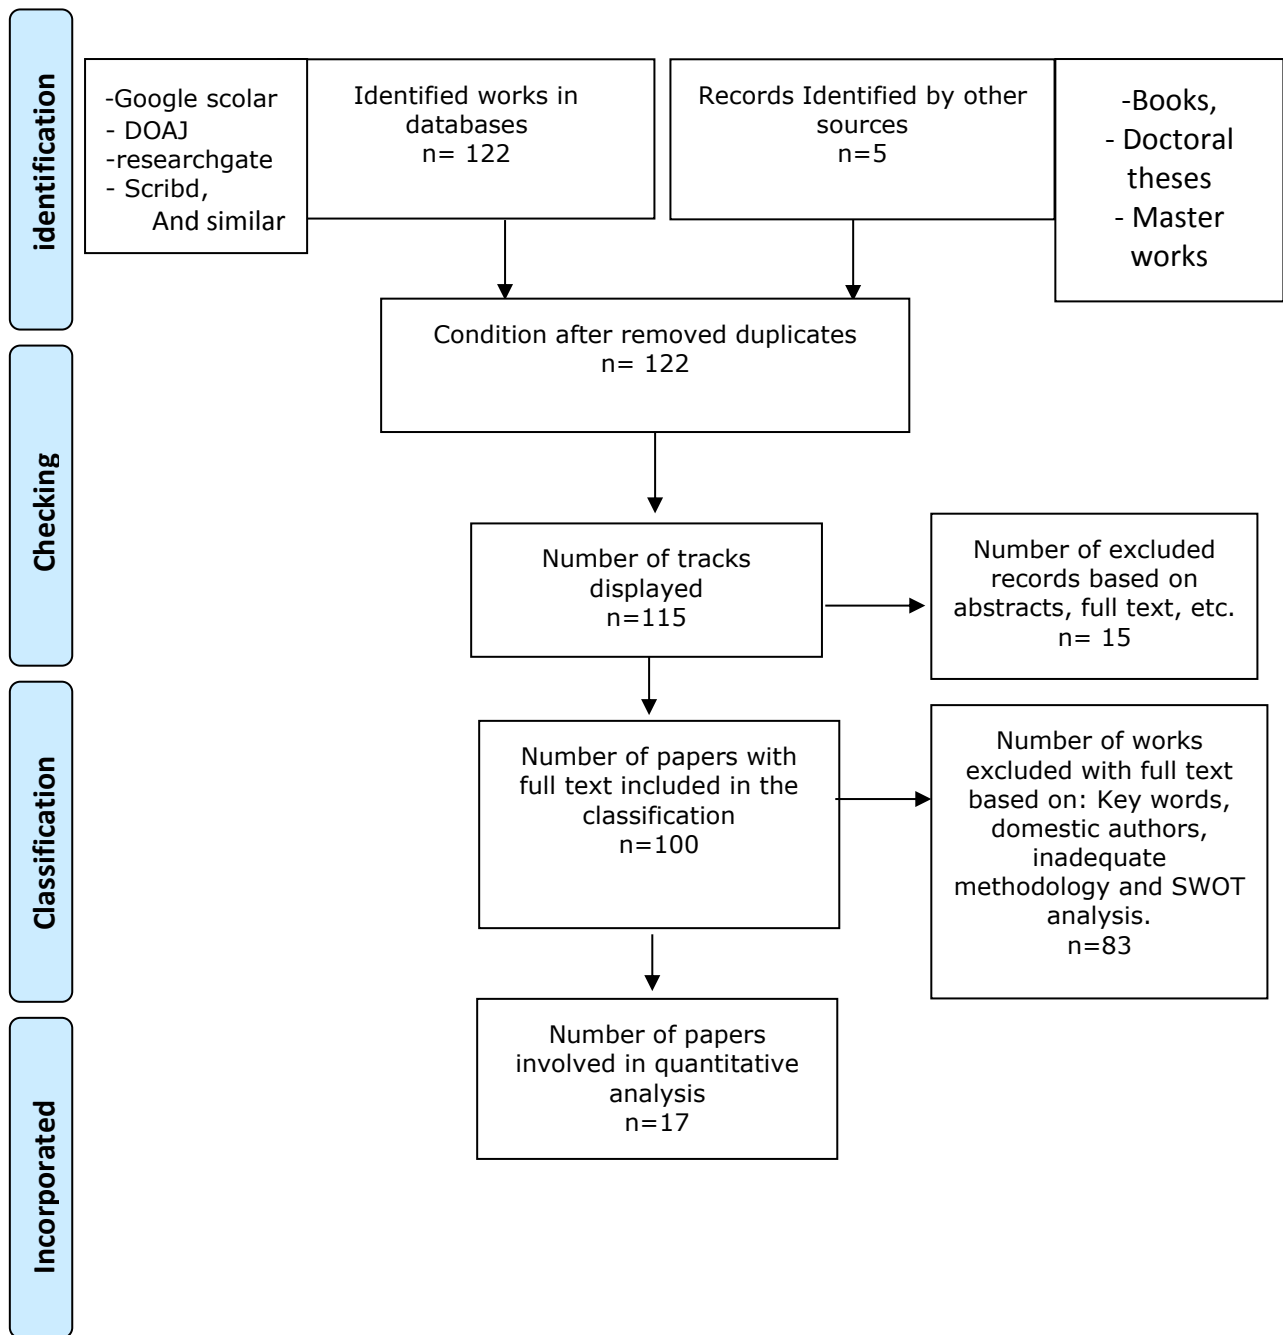 identification
-Google scolar
- DOAJ
-researchgate
- Scribd,
And similar
Identified works in
databases
n= 122
Records Identified by other
sources
n=5
-Books,
- Doctoral
theses
- Master
works
Condition after removed duplicates
n= 122
Checking
Number of tracks
displayed
n=115
Number of excluded
records based on
abstracts, full text, etc.
n= 15
Classification
Number of papers with
full text included in the
classification
n=100
Number of works
excluded with full text
based on: Key words,
domestic authors,
inadequate
methodology and SWOT
analysis.
n=83
Incorporated
Number of papers
involved in quantitative
analysis
n=17